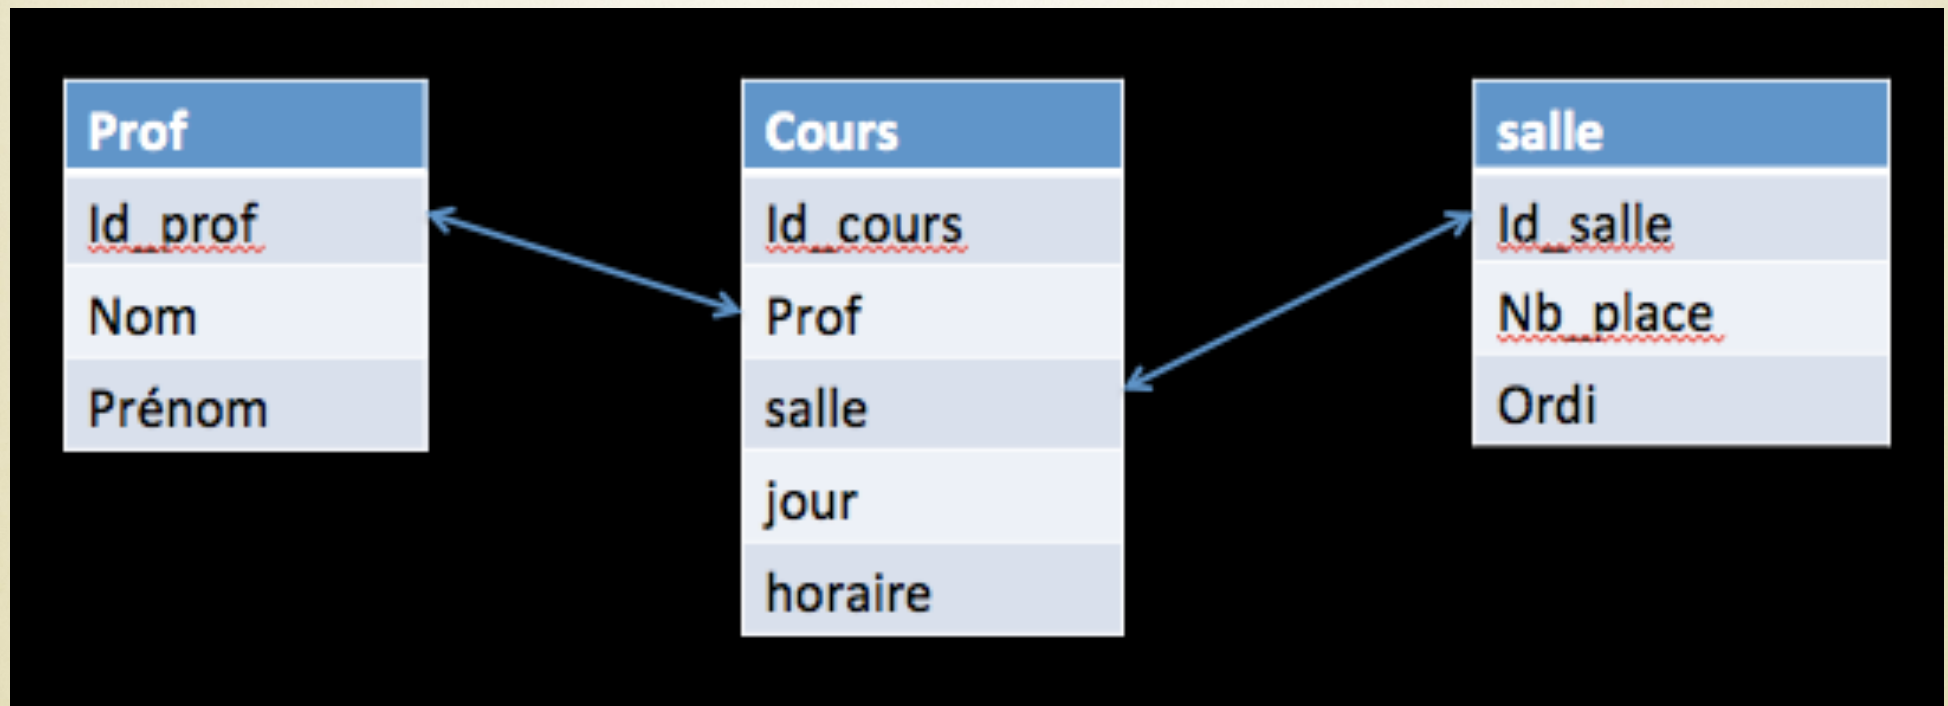 Prof
Id_prof
Nom
Prénom
Cours
Id_cours
Prof
salle
jour
horaire
salle
Id_salle
Nb_place
Ordi